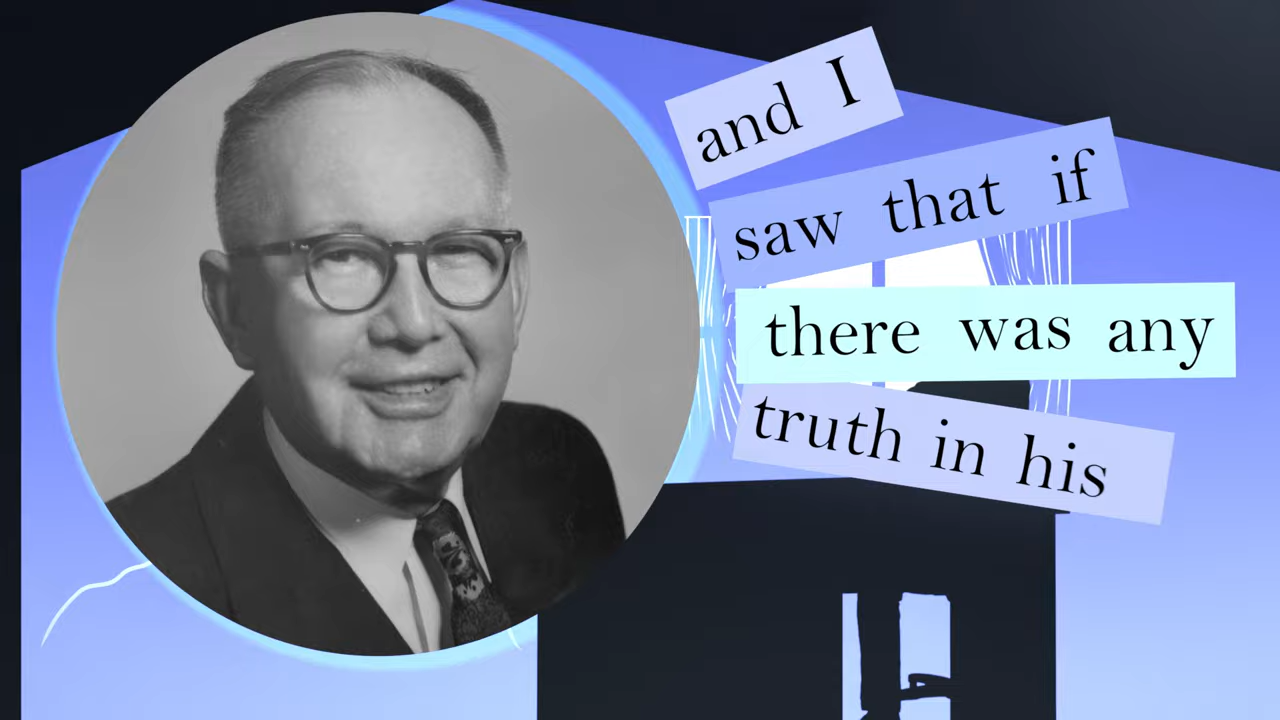 and I
saw that if
there was any
truth in his